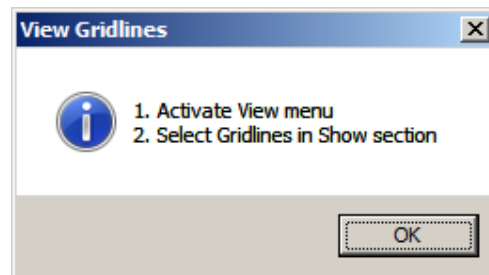 View Gridlines
1. Activate View menu
2. Select Gridlines in Show section
OK